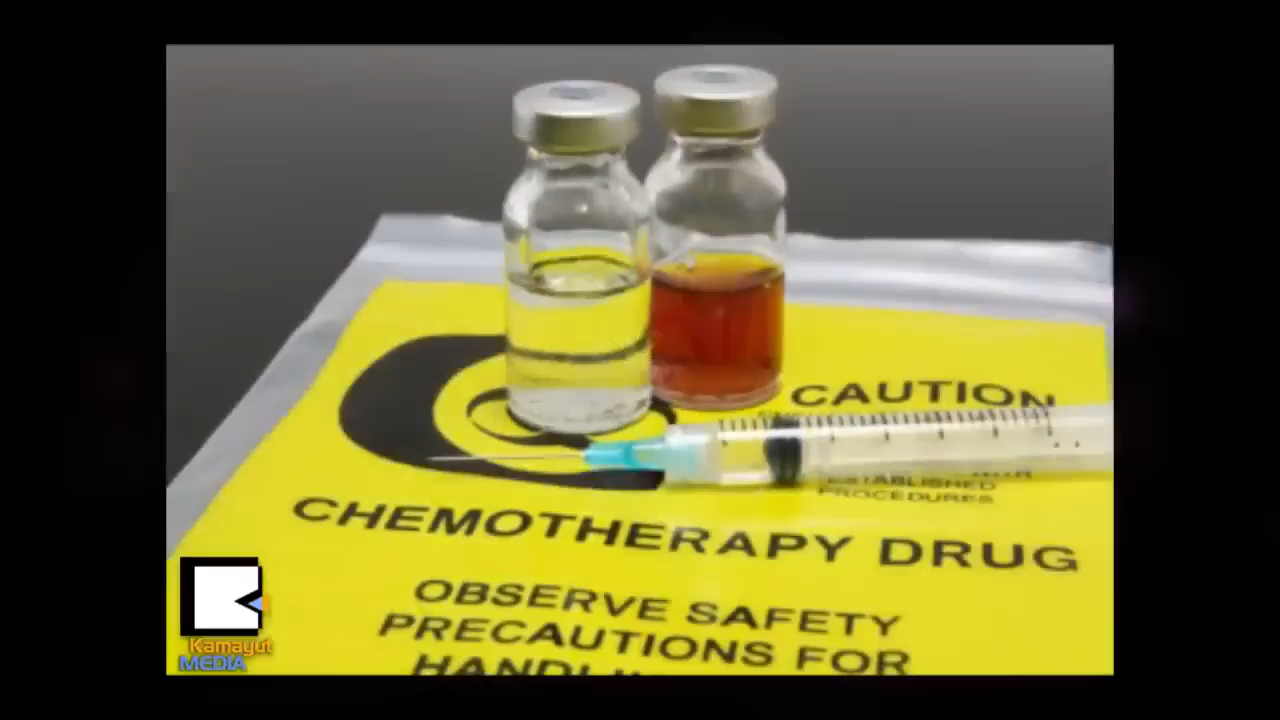 CAUTION
ESTABLISHED
PROCEDURES
CHEMOTHERAPY DRUG
OBSERVE SAFETY
PRECAUTIONS FOR
Kamayut
MEDIA